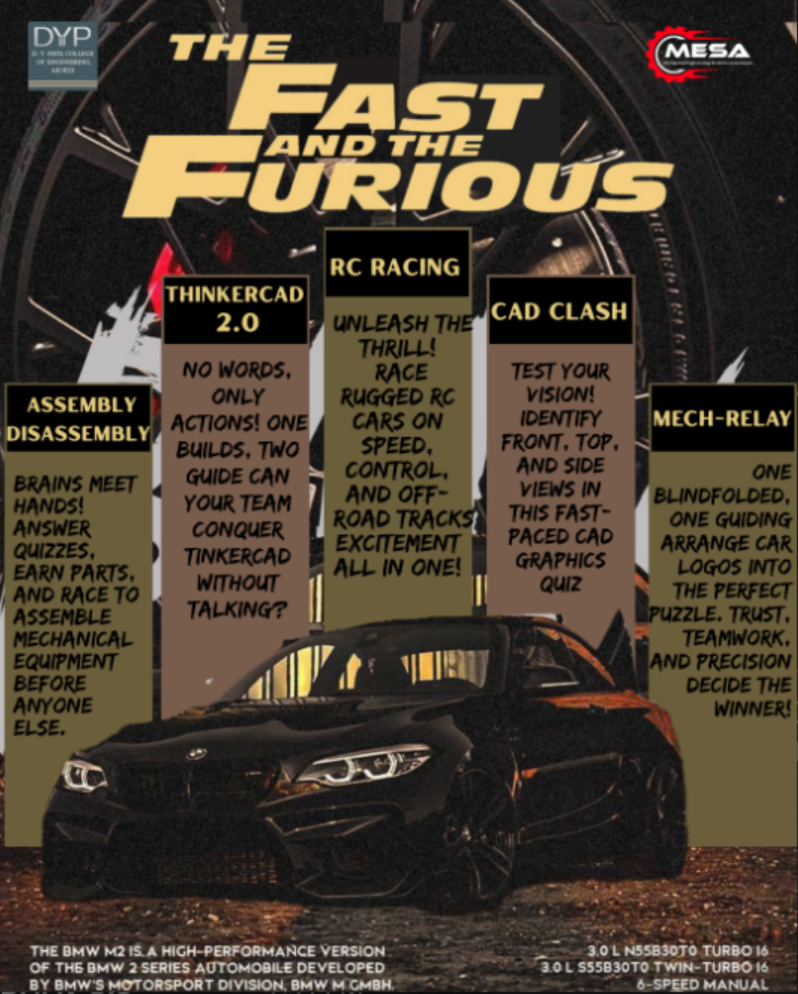 DYP
D. Y. PATIL COLLEGE
OF ENGINEERING,
AKURDI
MESA
THE
FAST
AND THE
FURIOUS
ASSEMBLY
DISASSEMBLY
BRAINS MEET
HANDS!
ANSWER
QUIZZES,
EARN PARTS,
AND RACE TO
ASSEMBLE
MECHANICAL
EQUIPMENT
BEFORE
ANYONE
ELSE.
THINKERCAD
2.0
NO WORDS,
ONLY
ACTIONS! ONE
BUILDS, TWO
GUIDE CAN
YOUR TEAM
CONQUER
TINKERCAD
WITHOUT
TALKING?
RC RACING
UNLEASH THE
THRILL!
RACE
RUGGED RC
CARS ON
SPEED,
CONTROL,
AND OFF-
ROAD TRACKS
EXCITEMENT
ALL IN ONE!
CAD CLASH
TEST YOUR
VISION!
IDENTIFY
FRONT, TOP,
AND SIDE
VIEWS IN
THIS FAST-
PACED CAD
GRAPHICS
QUIZ
MECH-RELAY
ONE
BLINDFOLDED,
ONE GUIDING
ARRANGE CAR
LOGOS INTO
THE PERFECT
PUZZLE. TRUST,
TEAMWORK,
AND PRECISION
DECIDE THE
WINNER!
THE BMW M2 IS A HIGH-PERFORMANCE VERSION
OF THE BMW 2 SERIES AUTOMOBILE DEVELOPED
BY BMW'S MOTORSPORT DIVISION, BMW M GMBH.
3.0 L N55B30T0 TURBO I6
3.0 L S55B30T0 TWIN-TURBO I6
6-SPEED MANUAL